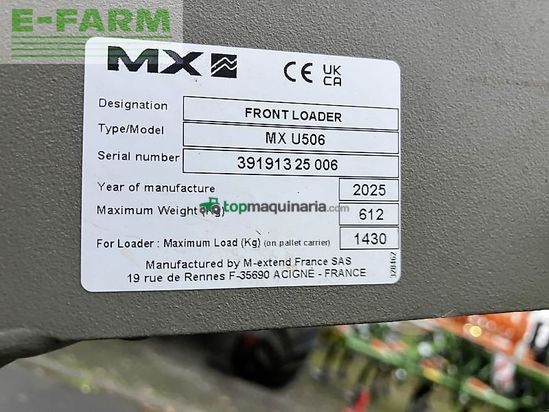 E-FARM
MX
CE UK CA
Designation FRONT LOADER
Type/Model MX U506
Serial number 391913 25 006
Year of manufacture 2025
Maximum Weight (Kg) 612
topmaquinaria.com
For Loader : Maximum Load (Kg) (on pallet carrier) 1430
Manufactured by M-extend France SAS
19 rue de Rennes F-35690 ACIGNÉ - FRANCE
328462